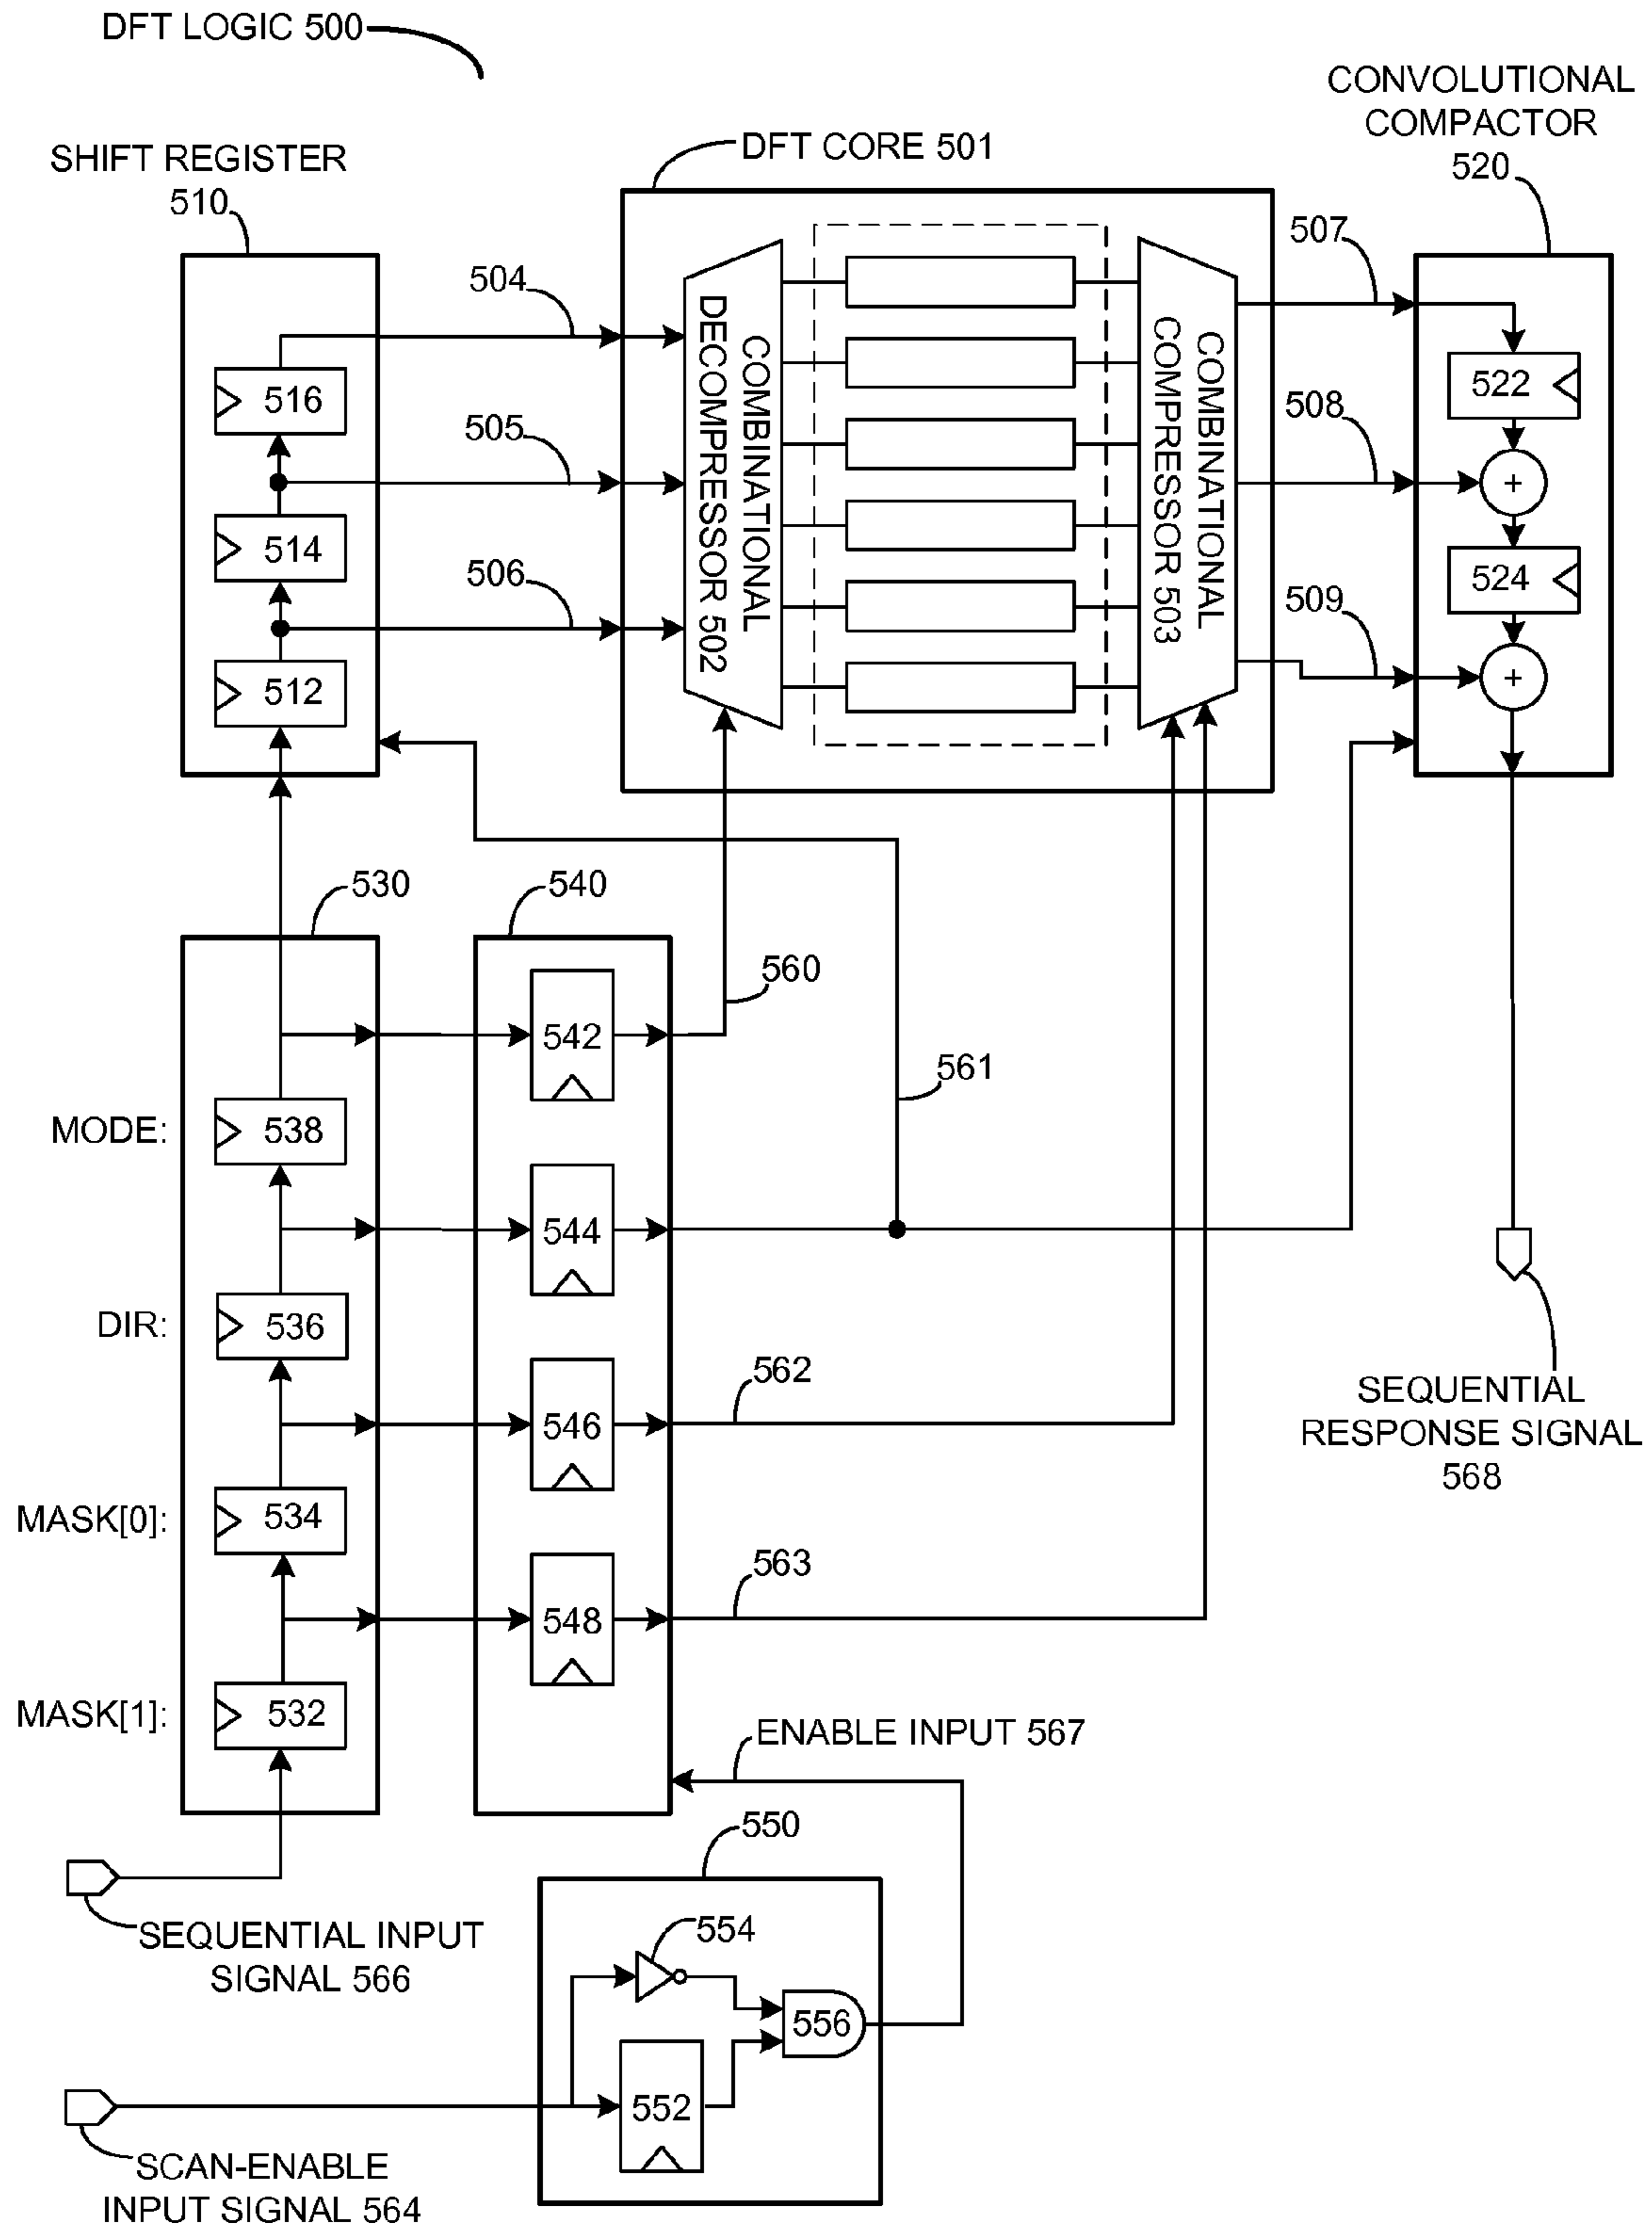 DFT LOGIC 500
CONVOLUTIONAL
COMPACTOR
520
DFT CORE 501
SHIFT REGISTER
510
507
504
516
COMBINATIONAL
DECOMPRESSOR 502
COMBINATIONAL
COMPRESSOR 503
522
508
505
+
514
524
506
509
512
+
530
540
560
542
561
MODE:
538
544
DIR:
536
562
546
SEQUENTIAL
RESPONSE SIGNAL
568
MASK[0]:
534
563
548
MASK[1]:
532
ENABLE INPUT 567
550
SEQUENTIAL INPUT
SIGNAL 566
554
556
552
SCAN-ENABLE
INPUT SIGNAL 564